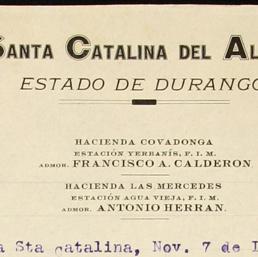 SANTA CATALINA DEL
ESTADO DE DURANGO
HACIENDA COVADONGA
ESTACIÓN YERBANÍS, F. I. M.
ADMOR. FRANCISCO A. CALDERON.
HACIENDA LAS MERCEDES
ESTACIÓN AGUA VIEJA, F. I. M.
ADMOR. ANTONIO HERRAN.
Sta Catalina, Nov. 7 de